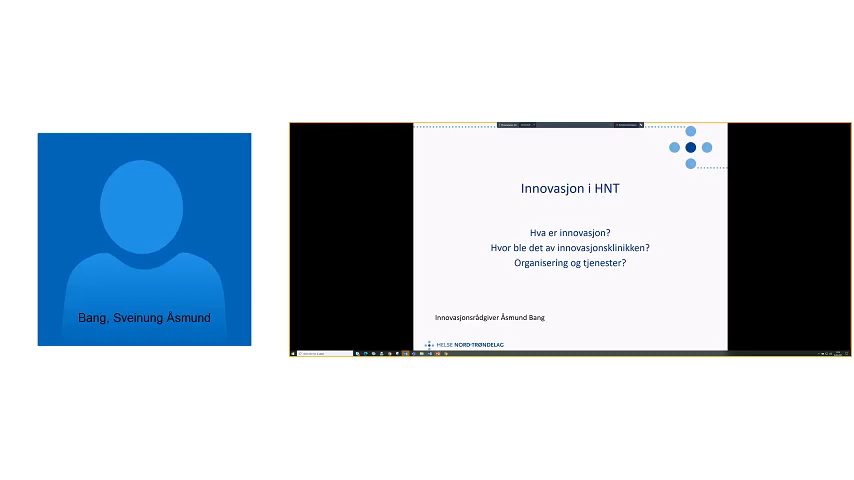 Bang, Sveinung Åsmund
Innovasjon i HNT
Hva er innovasjon?
Hvor ble det av innovasjonsklinikken?
Organisering og tjenester?
Innovasjonsrådgiver Åsmund Bang
HELSE NORD-TRØNDELAG